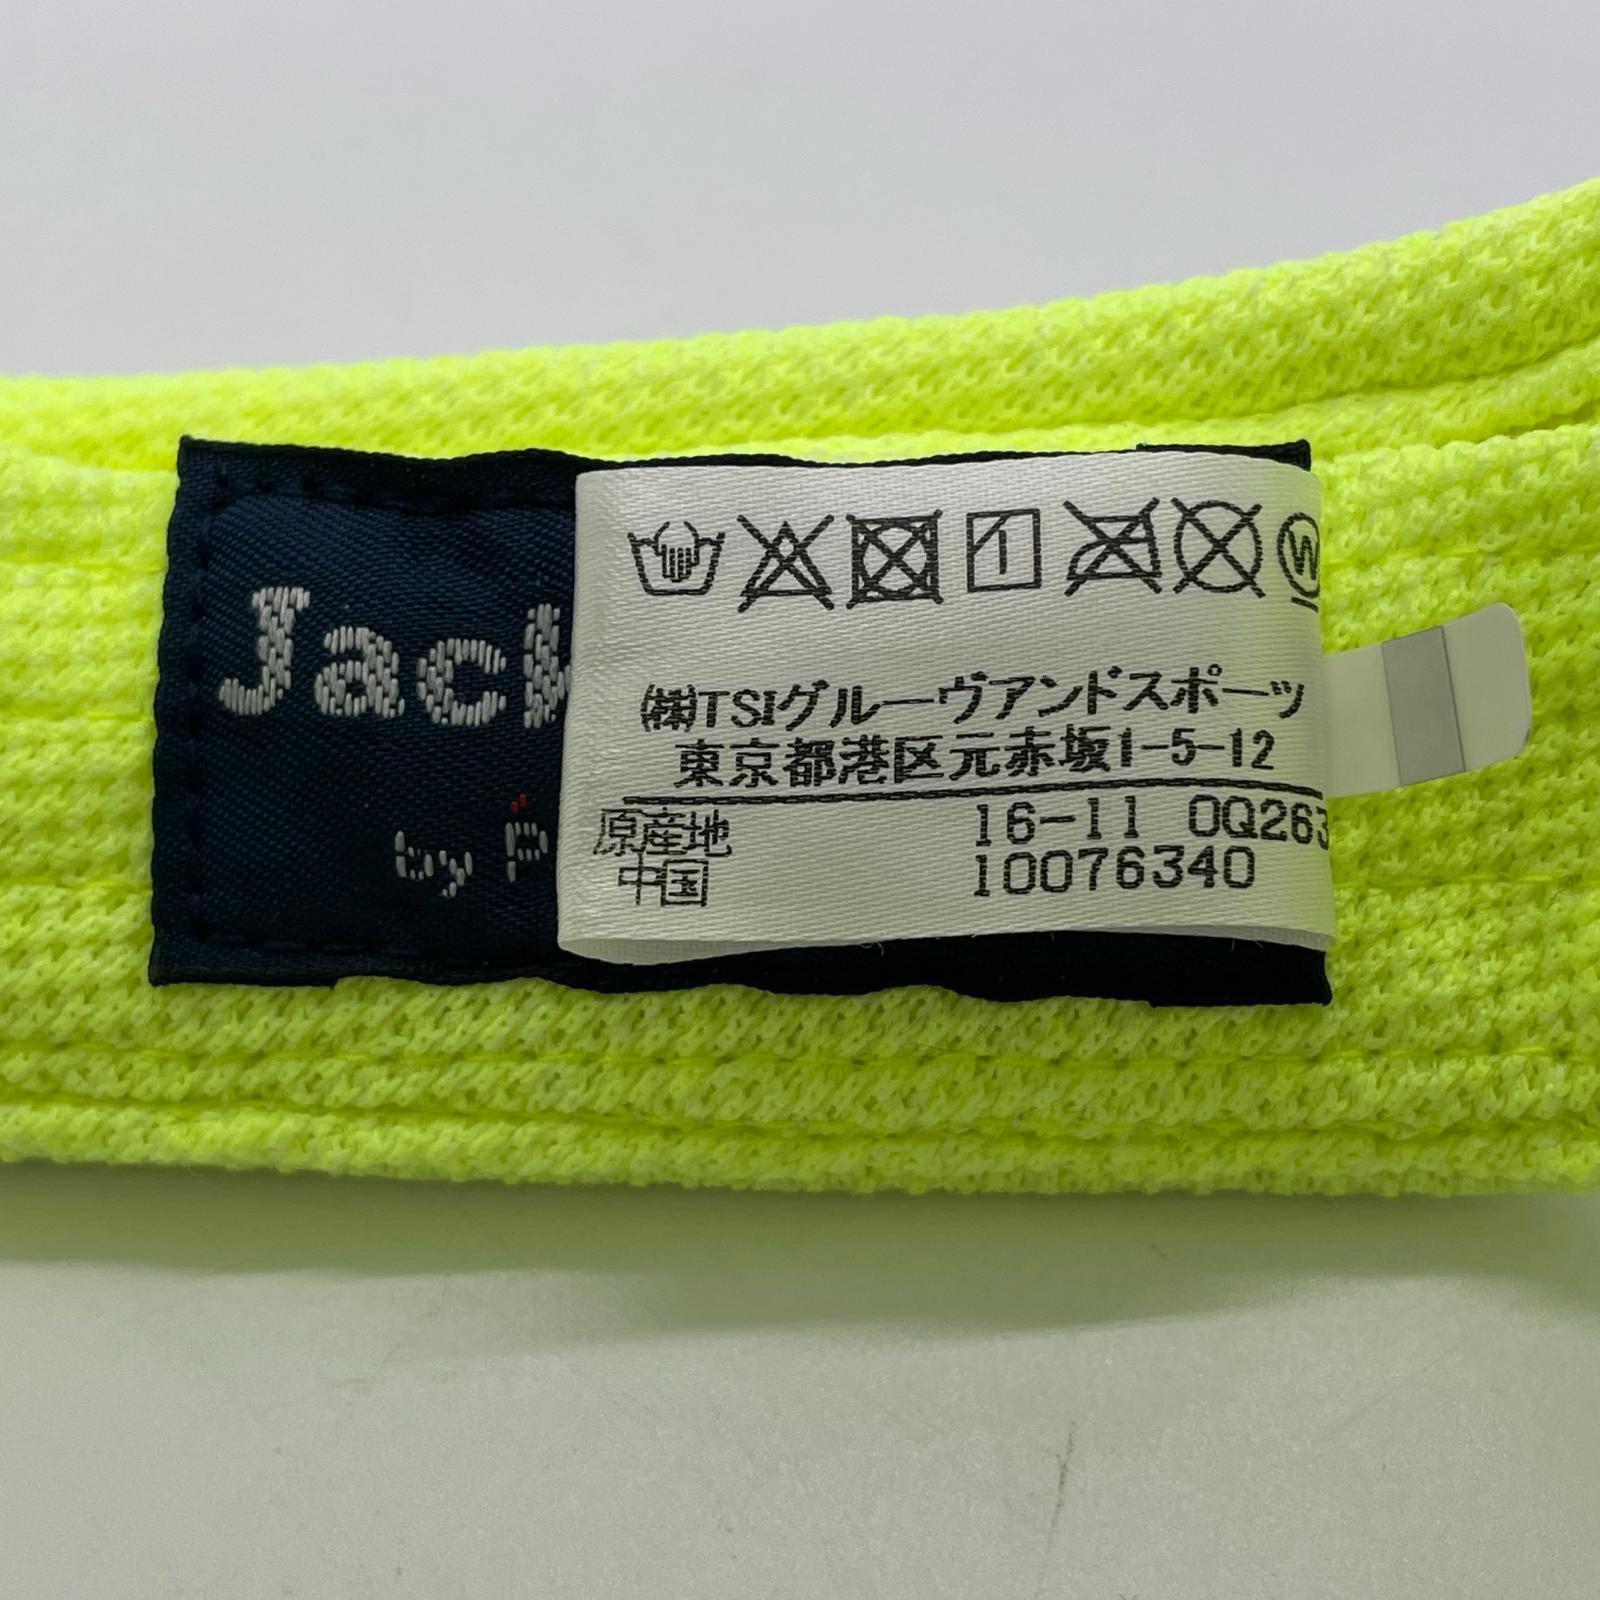 Jack
by P
㈱TSIグルーヴアンドスポーツ
東京都港区元赤坂1-5-12
原産地 16-11 0Q263
中国 10076340